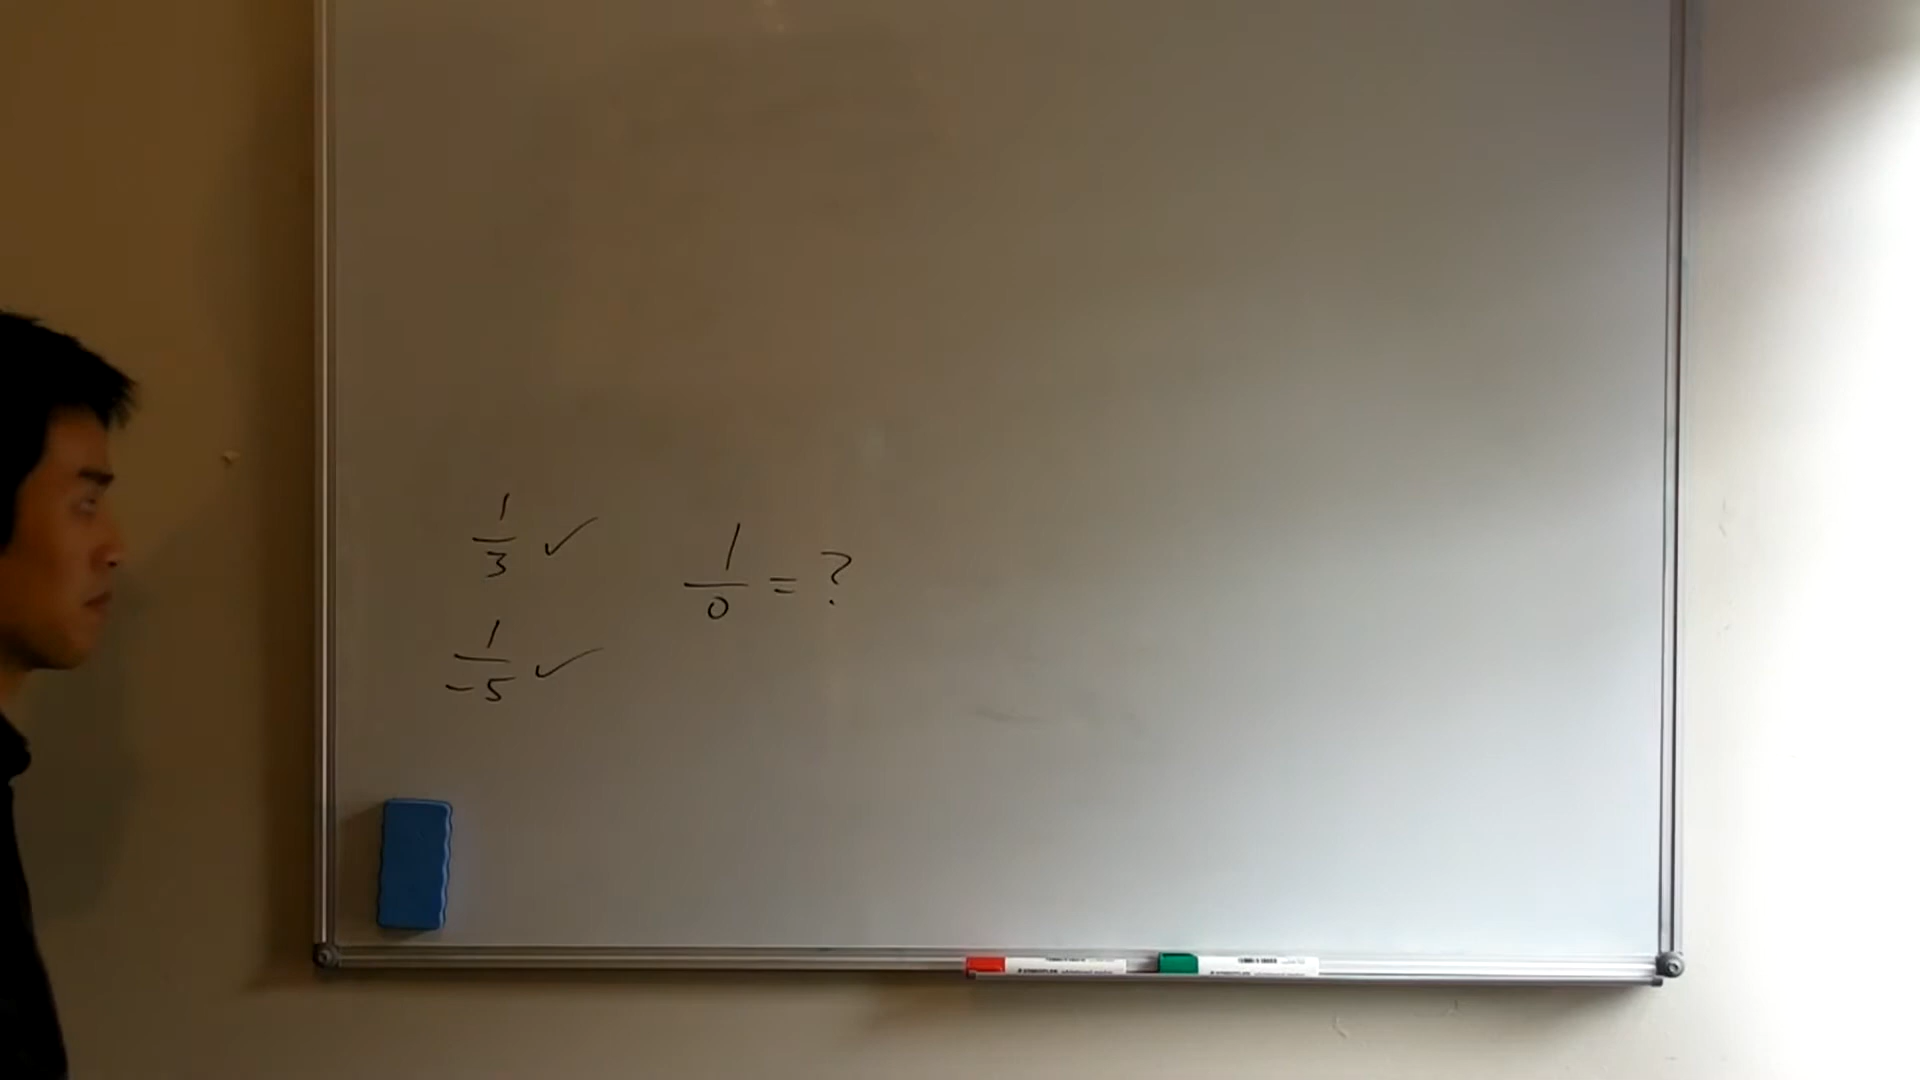 1/3 ✓
1/-5 ✓
1/0 = ?